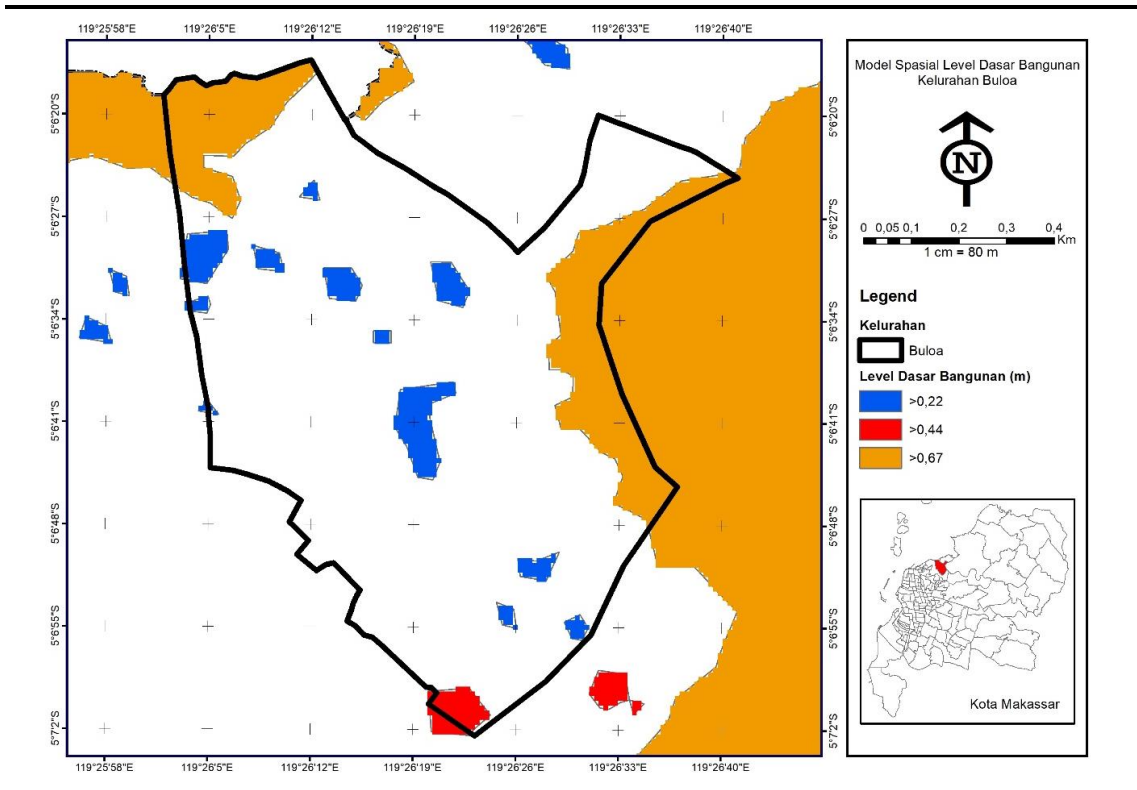 119°25'58"E 119°26'5"E 119°26'12"E 119°26'19"E 119°26'26"E 119°26'33"E 119°26'40"E
5°6'20"S 5°6'20"S
5°6'27"S 5°6'27"S
5°6'34"S 5°6'34"S
5°6'41"S 5°6'41"S
5°6'48"S 5°6'48"S
5°6'55"S 5°6'55"S
5°7'2"S 5°7'2"S
119°25'58"E 119°26'5"E 119°26'12"E 119°26'19"E 119°26'26"E 119°26'33"E 119°26'40"E
Model Spasial Level Dasar Bangunan
Kelurahan Buloa
N
0 0,05 0,1 0,2 0,3 0,4
Km
1 cm = 80 m
Legend
Kelurahan
Buloa
Level Dasar Bangunan (m)
>0,22
>0,44
>0,67
Kota Makassar